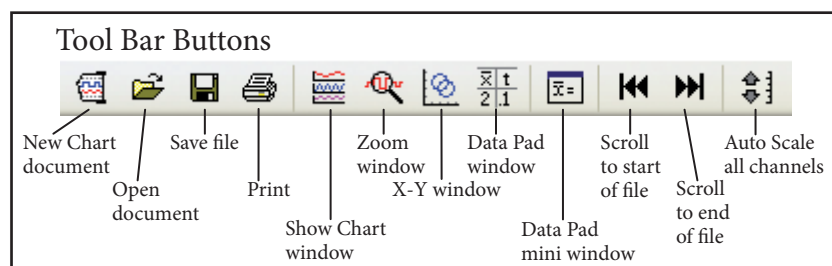 Tool Bar Buttons
x̄ t
2 .1
x̄ =
New Chart
document
Open
document
Save file
Print
Show Chart
window
Zoom
window
X-Y window
Data Pad
window
Data Pad
mini window
Scroll
to start
of file
Scroll
to end
of file
Auto Scale
all channels